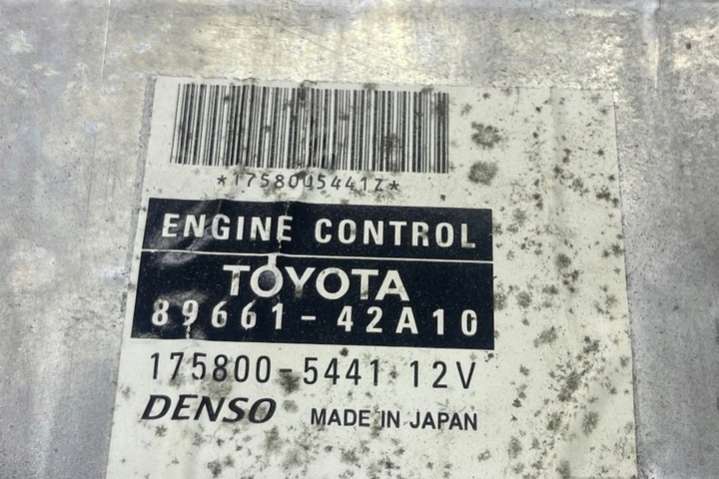 *1758005441Z*
ENGINE CONTROL
TOYOTA
89661-42A10
175800-5441 12V
DENSO MADE IN JAPAN